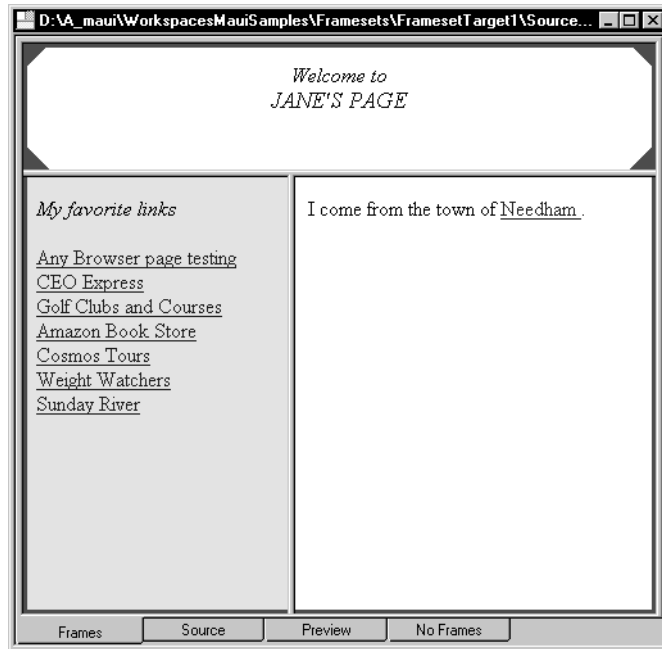 D:\A_maui\WorkspacesMauiSamples\Framesets\FramesetTarget1\Source...
Welcome to
JANE'S PAGE
My favorite links
Any Browser page testing
CEO Express
Golf Clubs and Courses
Amazon Book Store
Cosmos Tours
Weight Watchers
Sunday River
I come from the town of Needham .
Frames Source Preview No Frames